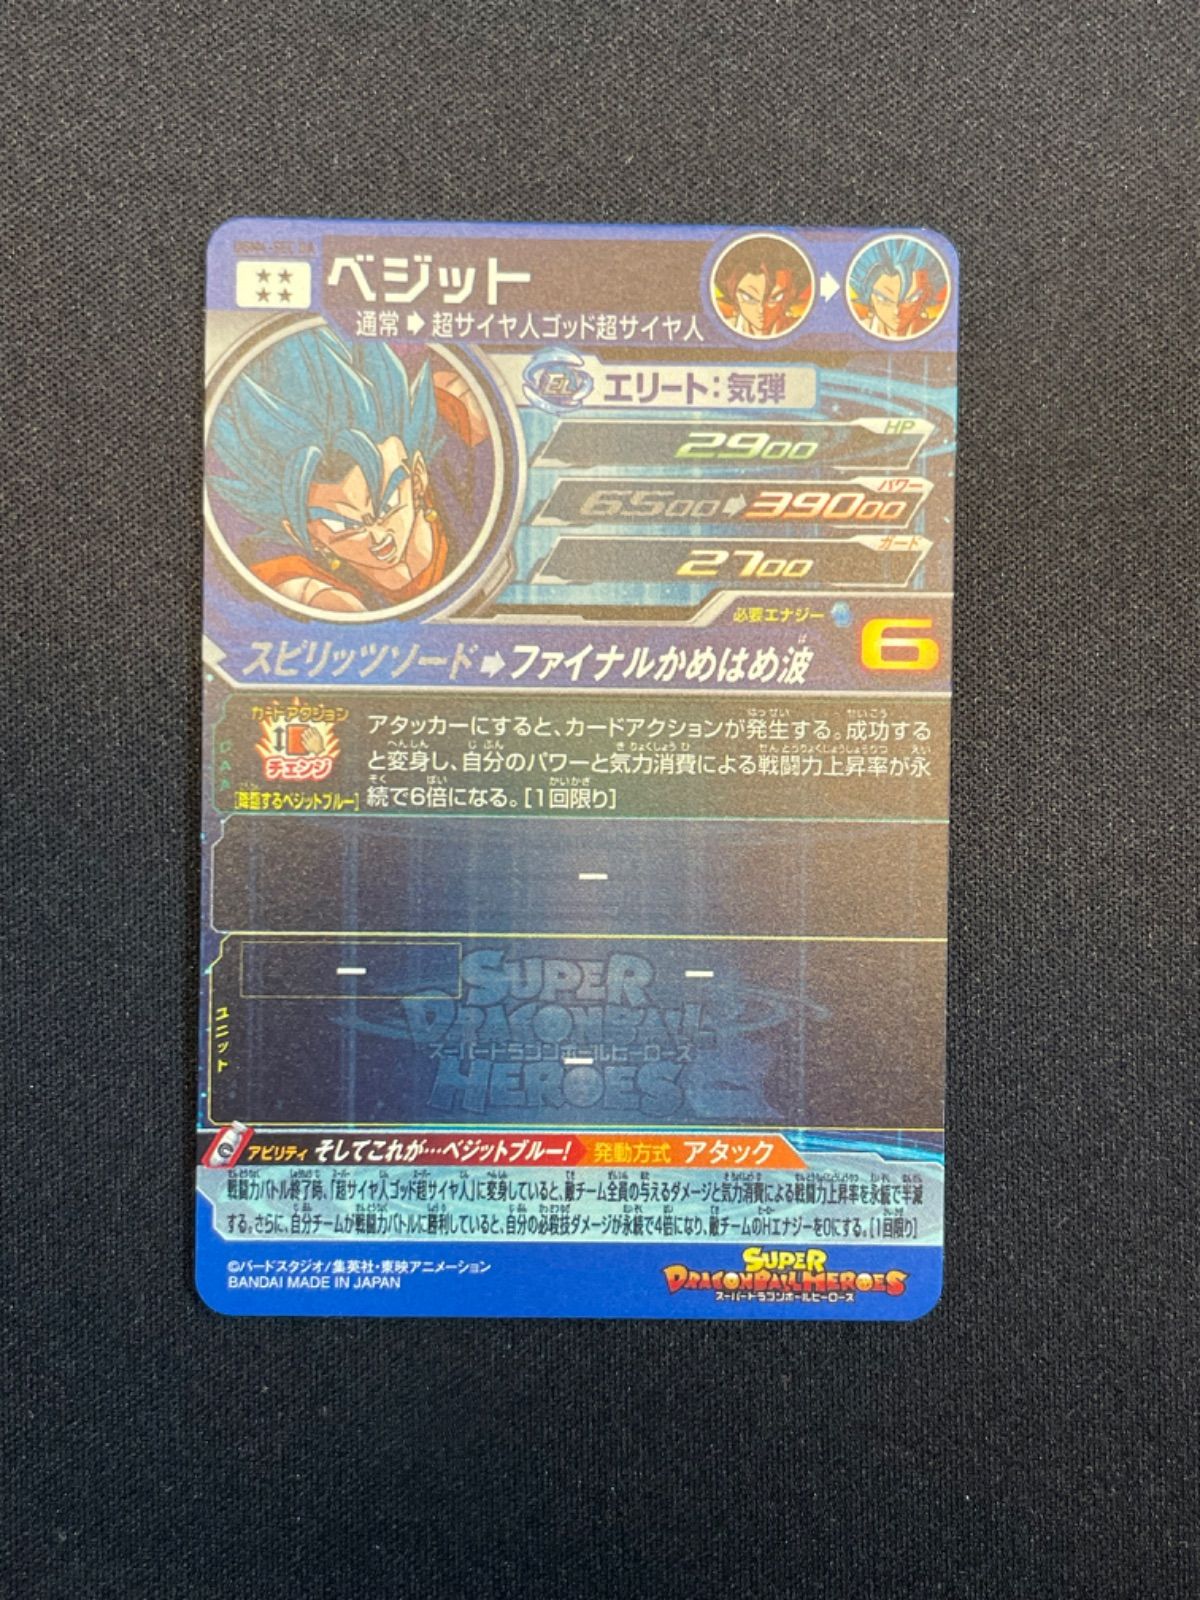 ★★
★★
ベジット
通常➡超サイヤ人ゴッド超サイヤ人
EL
エリート:気弾
HP
2900
パワー
6500➡39000
ガード
2700
必要エナジー 6
スピリッツソード➡ファイナルかめはめ波
カードアクション
チェンジ
[降臨するベジットブルー]
CAA
アタッカーにすると、カードアクションが発生する。成功する
と変身し、自分のパワーと気力消費による戦闘力上昇率が永
続で6倍になる。[1回限り]
ー
ユニット
ー
ー
ー
SUPER
DRAGONBALL
スーパードラゴンボールヒーローズ
HEROES
アビリティ そしてこれが…ベジットブルー! 発動方式 アタック
戦闘力バトル終了時、「超サイヤ人ゴッド超サイヤ人」に変身していると、敵チーム全員の与えるダメージと気力消費による戦闘力上昇率を永続で半減
する。さらに、自分チームが戦闘力バトルに勝利していると、自分の必殺技ダメージが永続で4倍になり、敵チームのHエナジーを0にする。[1回限り]
©バードスタジオ/集英社・東映アニメーション
BANDAI MADE IN JAPAN
SUPER
DRAGONBALL HEROES
スーパードラゴンボールヒーローズ